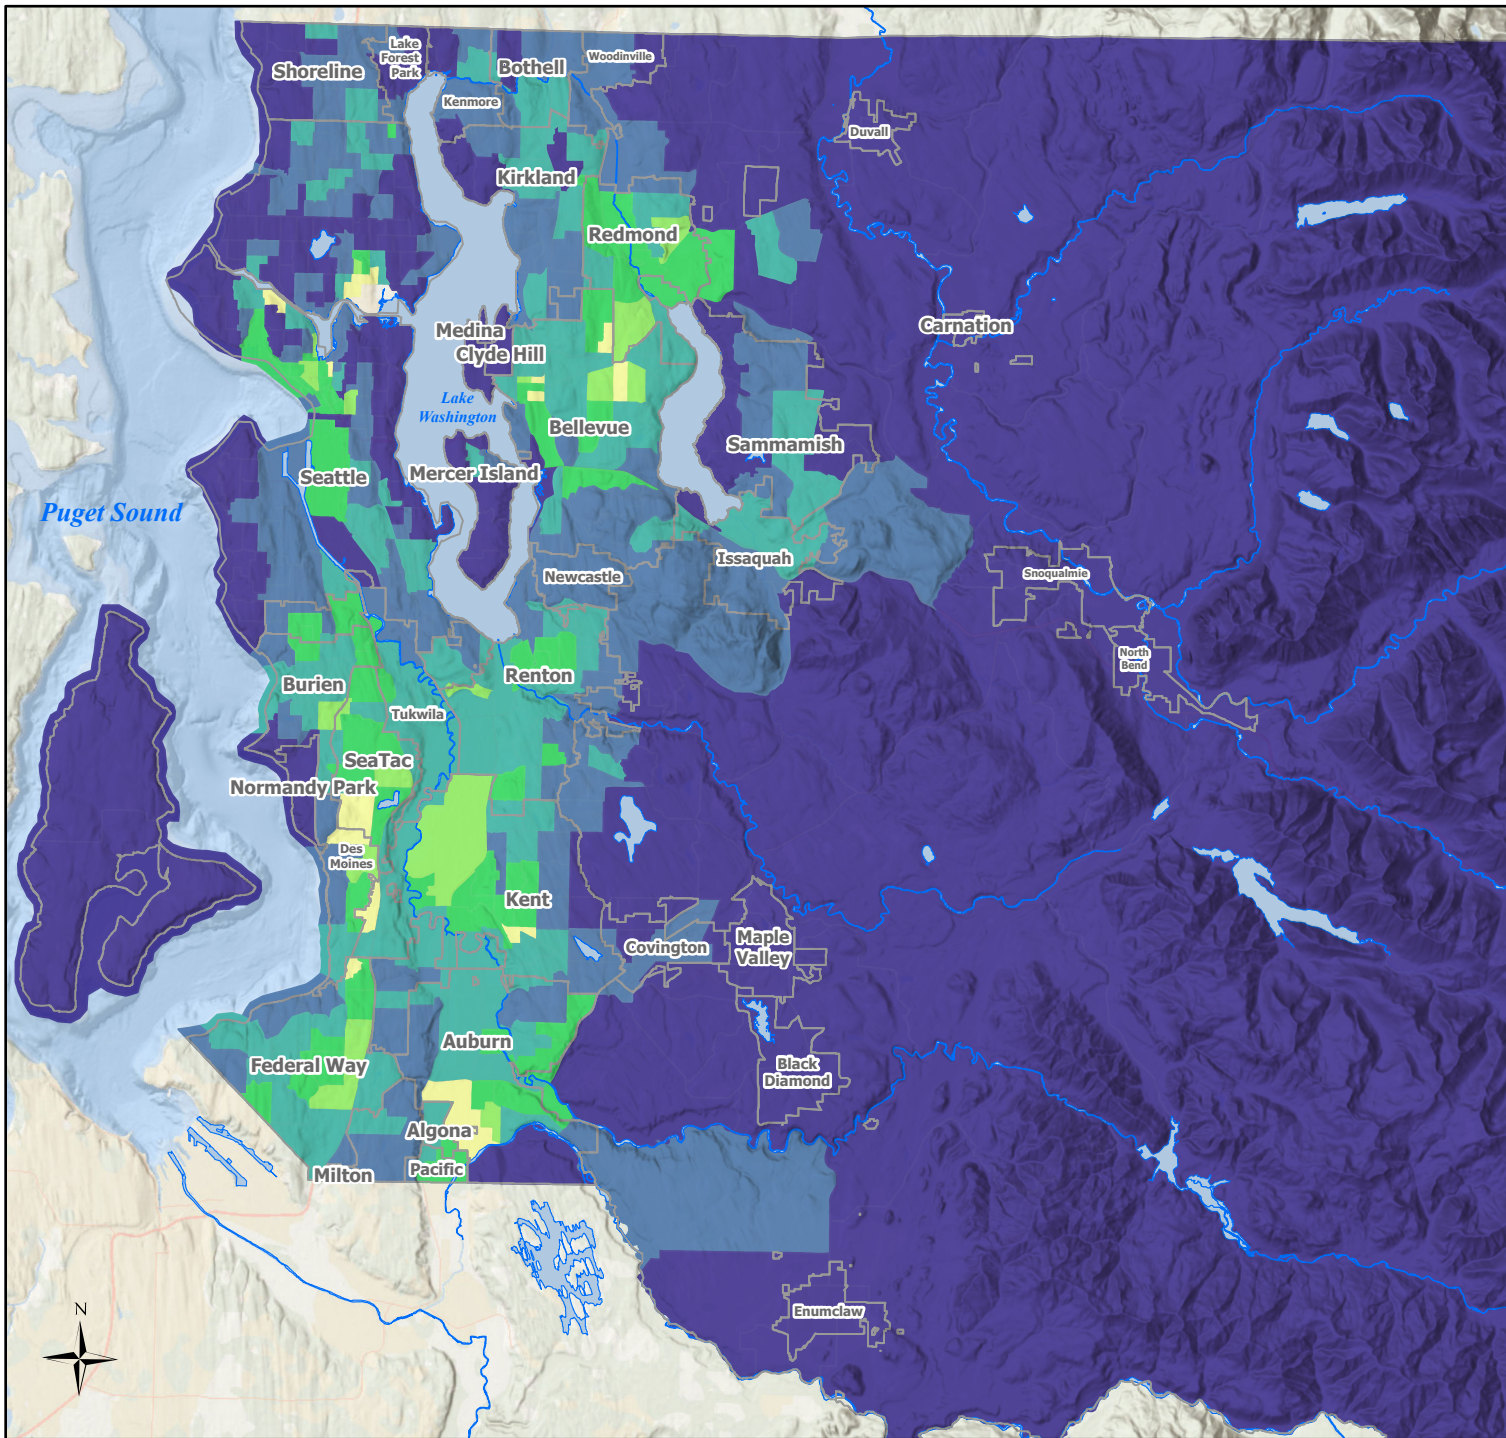 Shoreline
Lake
Forest
Park
Bothell
Woodinville
Kenmore
Duvall
Kirkland
Redmond
Medina
Clyde Hill
Carnation
Lake
Washington
Bellevue
Sammamish
Mercer Island
Seattle
Puget Sound
Issaquah
Newcastle
Snoqualmie
North
Bend
Renton
Burien
Tukwila
SeaTac
Normandy Park
Des
Moines
Kent
Covington
Maple
Valley
Auburn
Federal Way
Black
Diamond
Algona
Pacific
Milton
Enumclaw
N